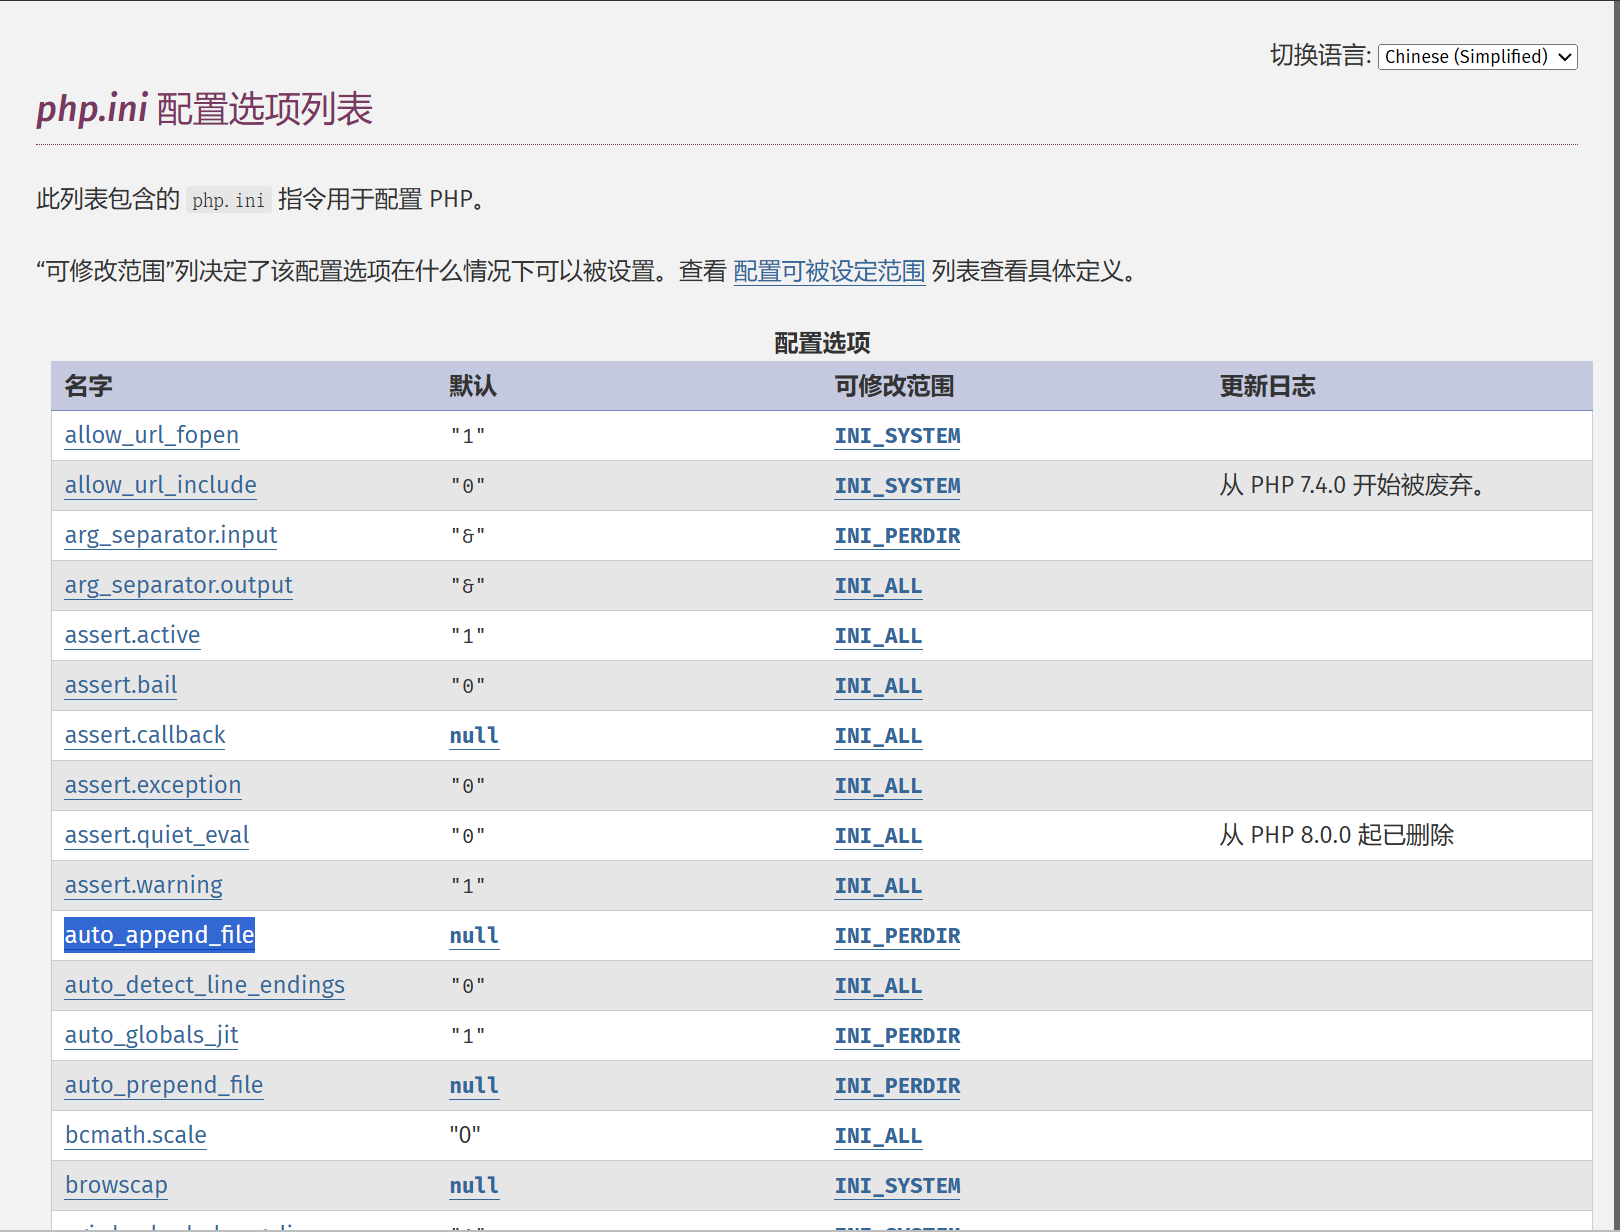 切换语言: Chinese (Simplified)
php.ini 配置选项列表
此列表包含的 php.ini 指令用于配置 PHP。
“可修改范围”列决定了该配置选项在什么情况下可以被设置。查看 配置可被设定范围 列表查看具体定义。
配置选项
名字 默认 可修改范围 更新日志
allow_url_fopen "1" INI_SYSTEM
allow_url_include "0" INI_SYSTEM 从 PHP 7.4.0 开始被废弃。
arg_separator.input "&" INI_PERDIR
arg_separator.output "&" INI_ALL
assert.active "1" INI_ALL
assert.bail "0" INI_ALL
assert.callback null INI_ALL
assert.exception "0" INI_ALL
assert.quiet_eval "0" INI_ALL 从 PHP 8.0.0 起已删除
assert.warning "1" INI_ALL
auto_append_file null INI_PERDIR
auto_detect_line_endings "0" INI_ALL
auto_globals_jit "1" INI_PERDIR
auto_prepend_file null INI_PERDIR
bcmath.scale "0" INI_ALL
browscap null INI_SYSTEM